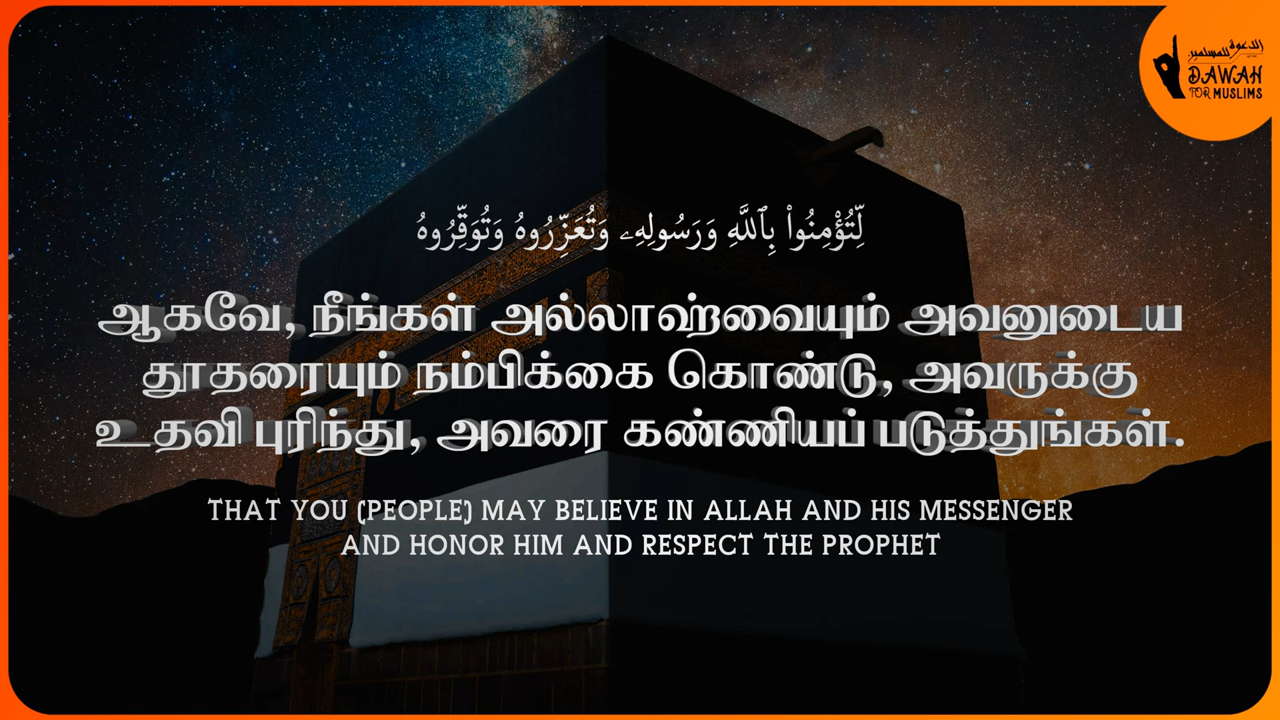 الدعوة للمسلمين
DAWAH
FOR MUSLIMS
لِّتُؤْمِنُوا۟ بِٱللَّهِ وَرَسُولِهِۦ وَتُعَزِّرُوهُ وَتُوَقِّرُوهُ
ஆகவே, நீங்கள் அல்லாஹ்வையும் அவனுடைய
தூதரையும் நம்பிக்கை கொண்டு, அவருக்கு
உதவி புரிந்து, அவரை கண்ணியப் படுத்துங்கள்.
THAT YOU (PEOPLE) MAY BELIEVE IN ALLAH AND HIS MESSENGER
AND HONOR HIM AND RESPECT THE PROPHET